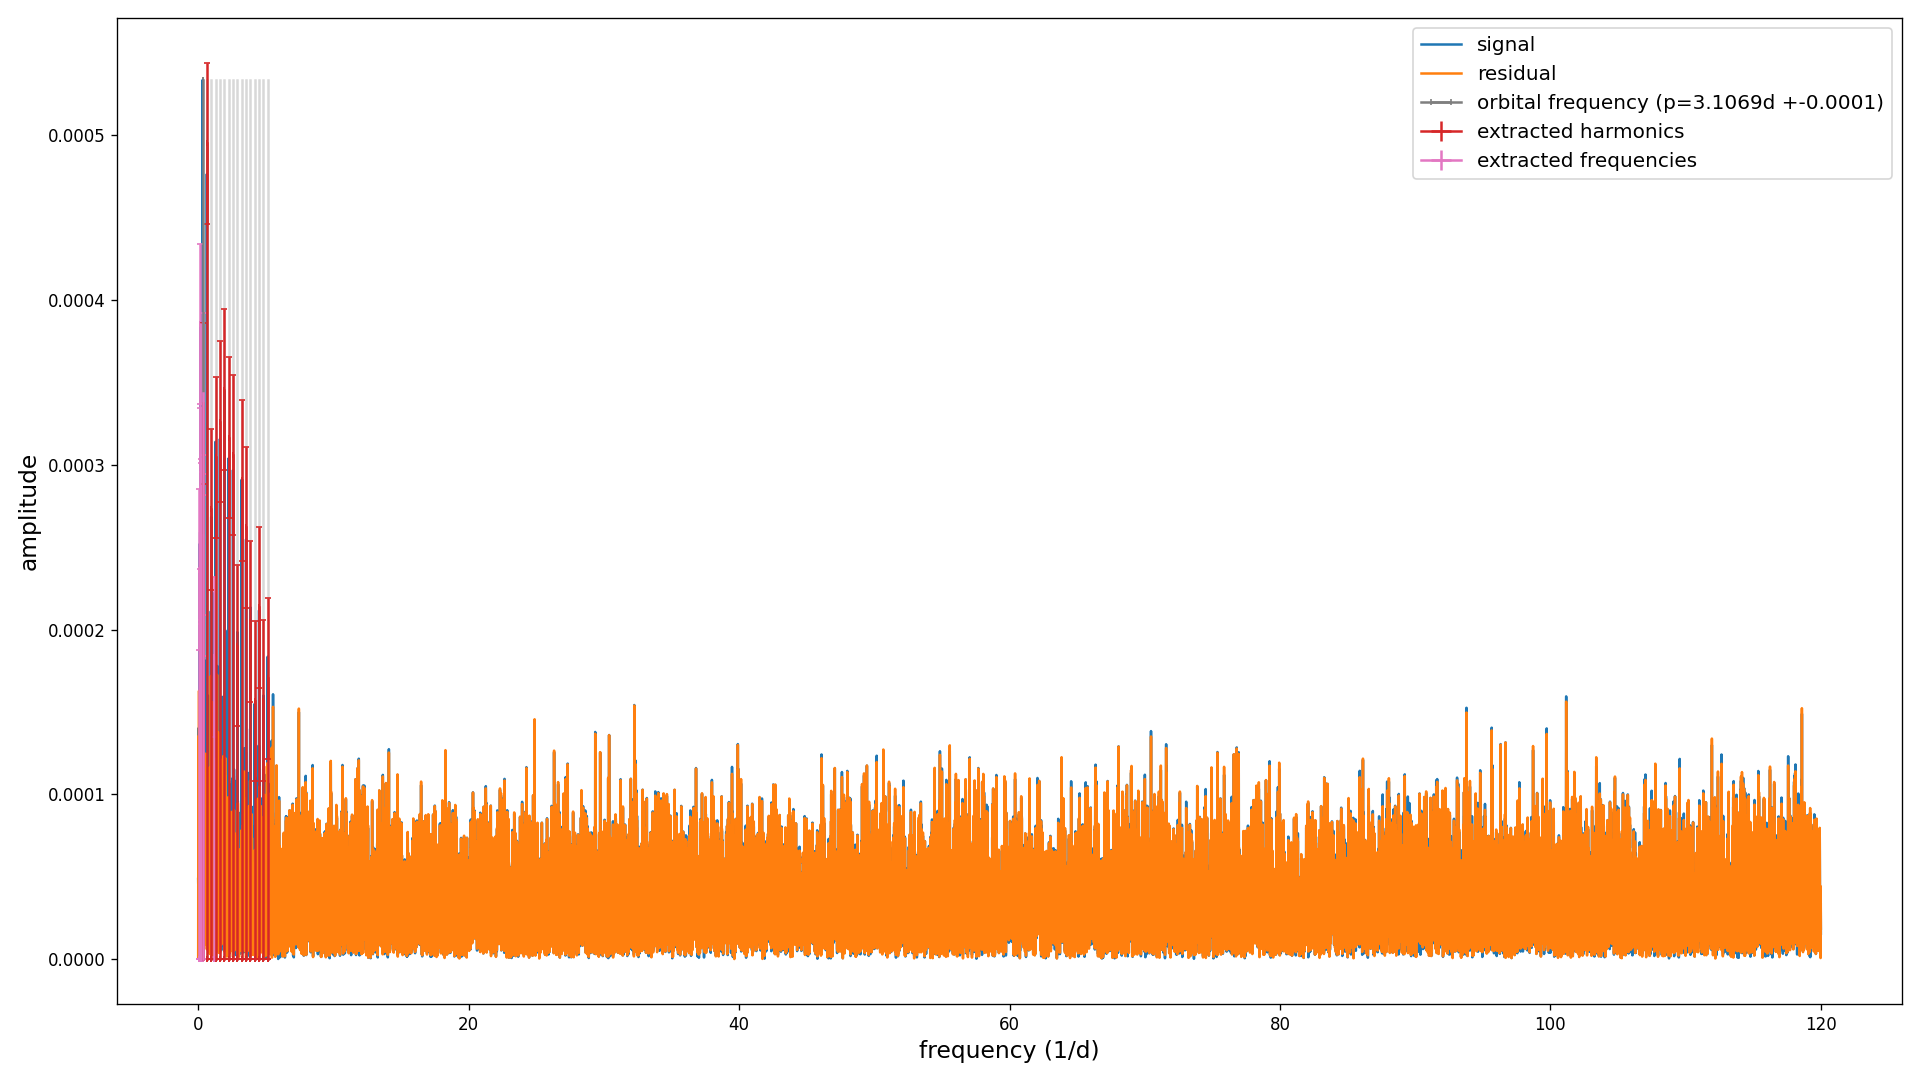 signal
residual
orbital frequency (p=3.1069d +-0.0001)
extracted harmonics
extracted frequencies
amplitude
0.0005
0.0004
0.0003
0.0002
0.0001
0.0000
0 20 40 60 80 100 120
frequency (1/d)